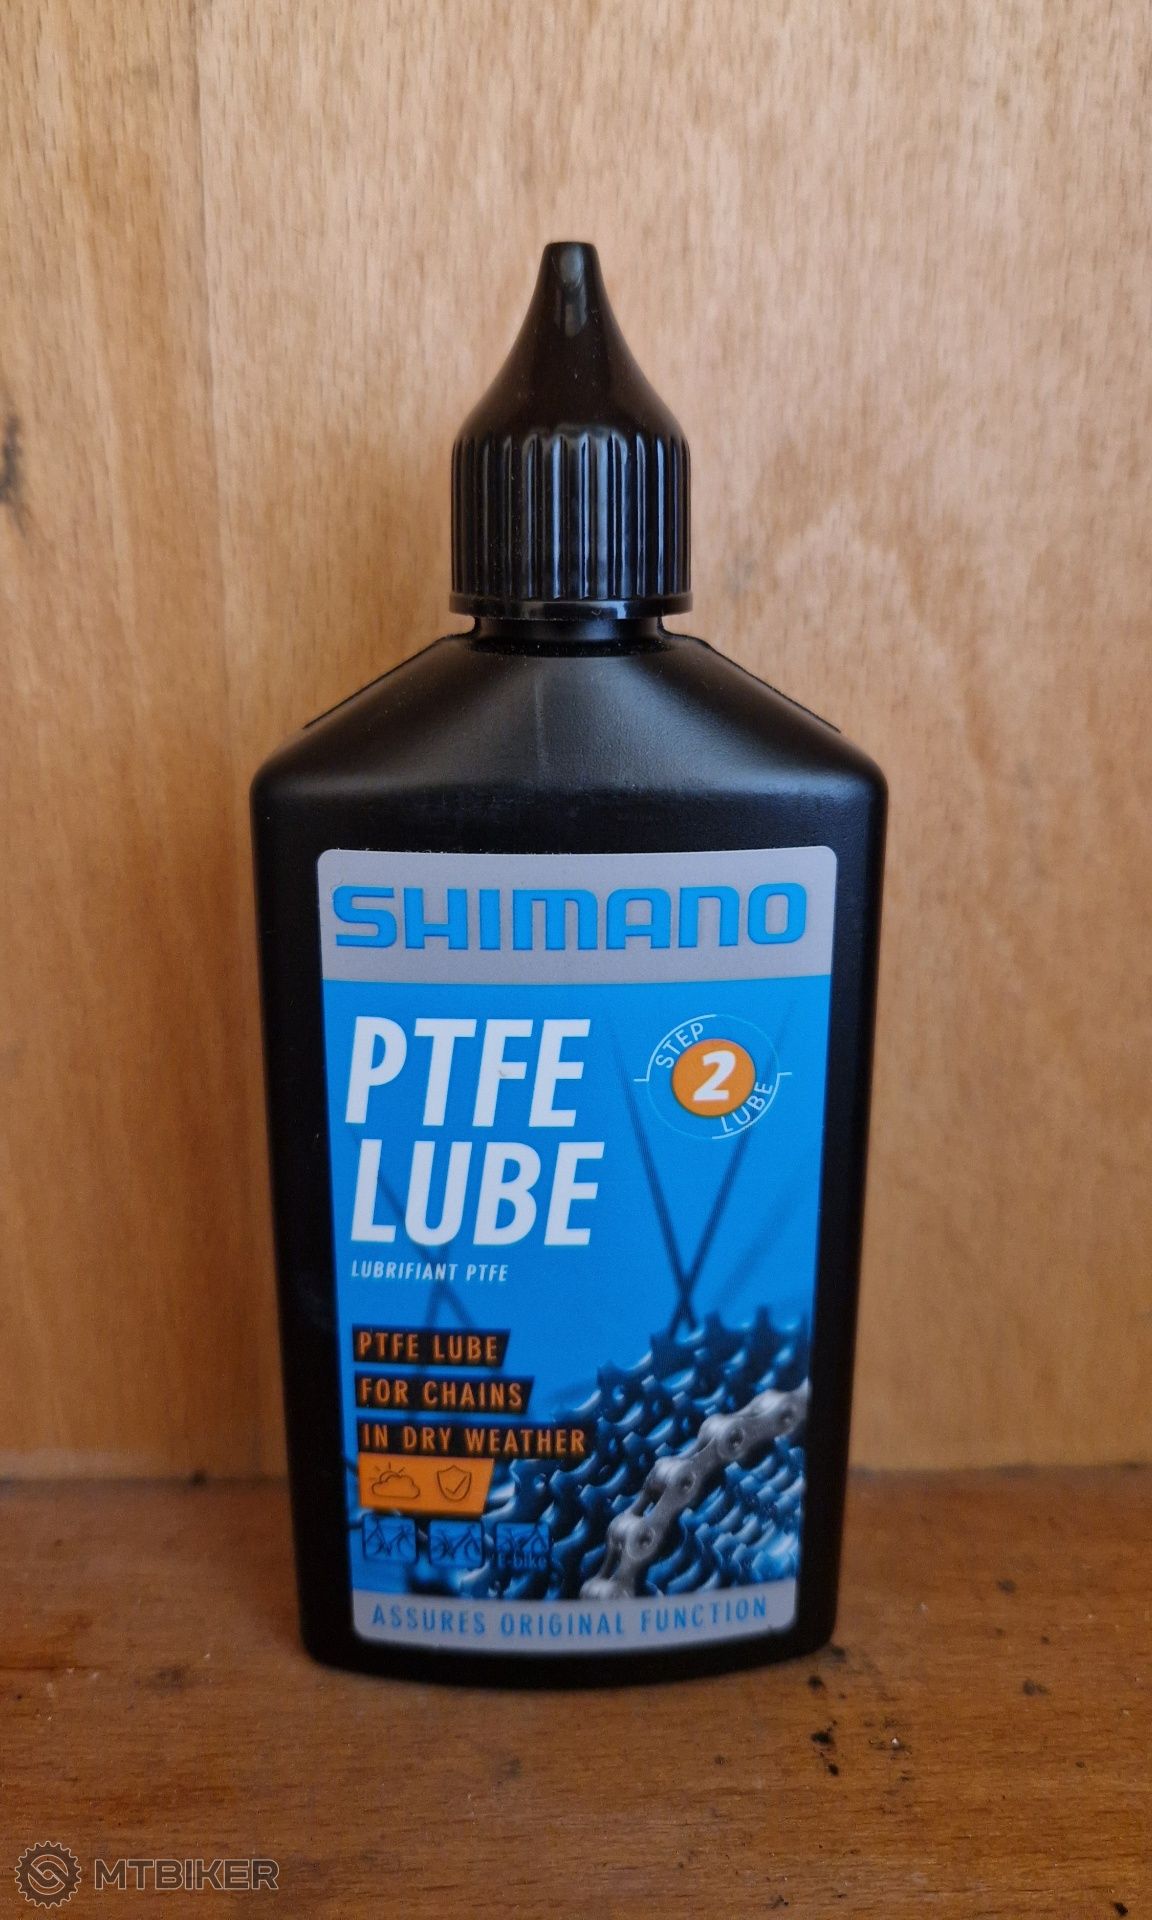 SHIMANO
PTFE
LUBE
STEP
2
LUBE
LUBRIFIANT PTFE
PTFE LUBE
FOR CHAINS
IN DRY WEATHER
E-bike
ASSURES ORIGINAL FUNCTION
MTBIKER